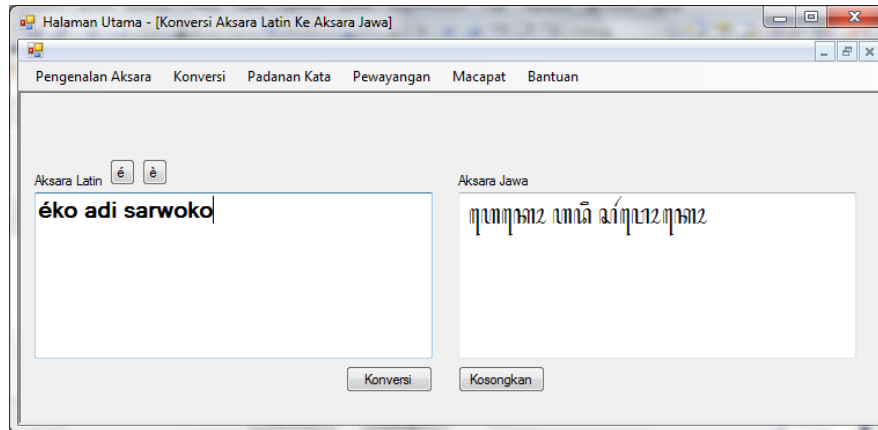 Halaman Utama - [Konversi Aksara Latin Ke Aksara Jawa]
Pengenalan Aksara Konversi Padanan Kata Pewayangan Macapat Bantuan
Aksara Latin é è
éko adi sarwoko
Aksara Jawa
ꦲꦺꦏꦺꦴ ꦲꦢꦶ ꦱꦂꦮꦺꦴꦏꦺꦴ
Konversi
Kosongkan